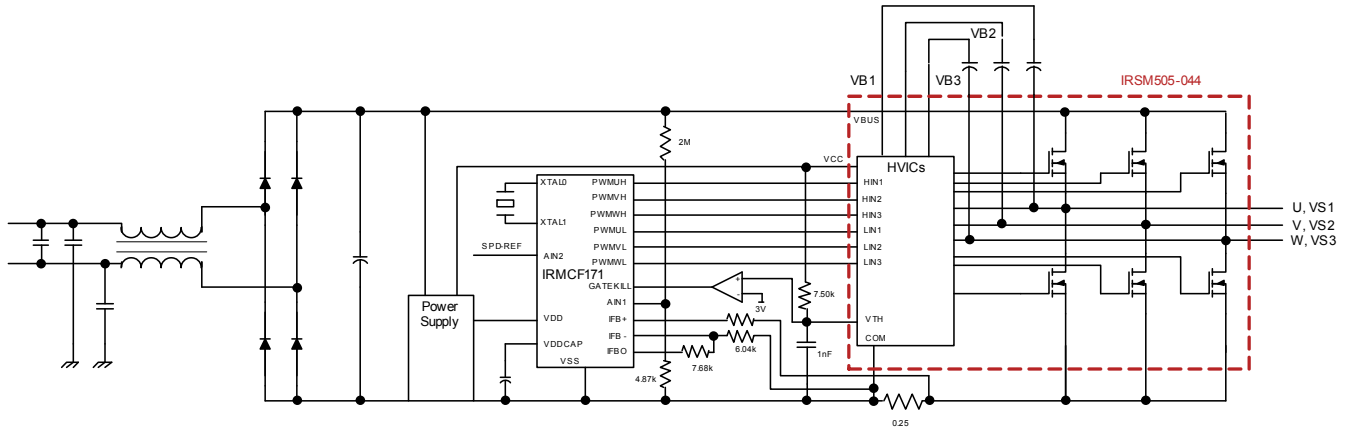 VB2
VB1
VB3
IRSM505-044
VBUS
2M
VCC
HVICs
XTAL0
PWMUH
HIN1
PWMVH
HIN2
PWMWH
HIN3
U, VS1
XTAL1
PWMUL
LIN1
V, VS2
SPD-REF
PWMVL
LIN2
W, VS3
AIN2
PWMWL
LIN3
IRMCF171
GATEKILL
+
-
7.50k
3V
AIN1
Power
Supply
VDD
IFB+
VTH
IFB -
COM
VDDCAP
6.04k
1nF
IFBO
VSS
7.68k
4.87k
0.25